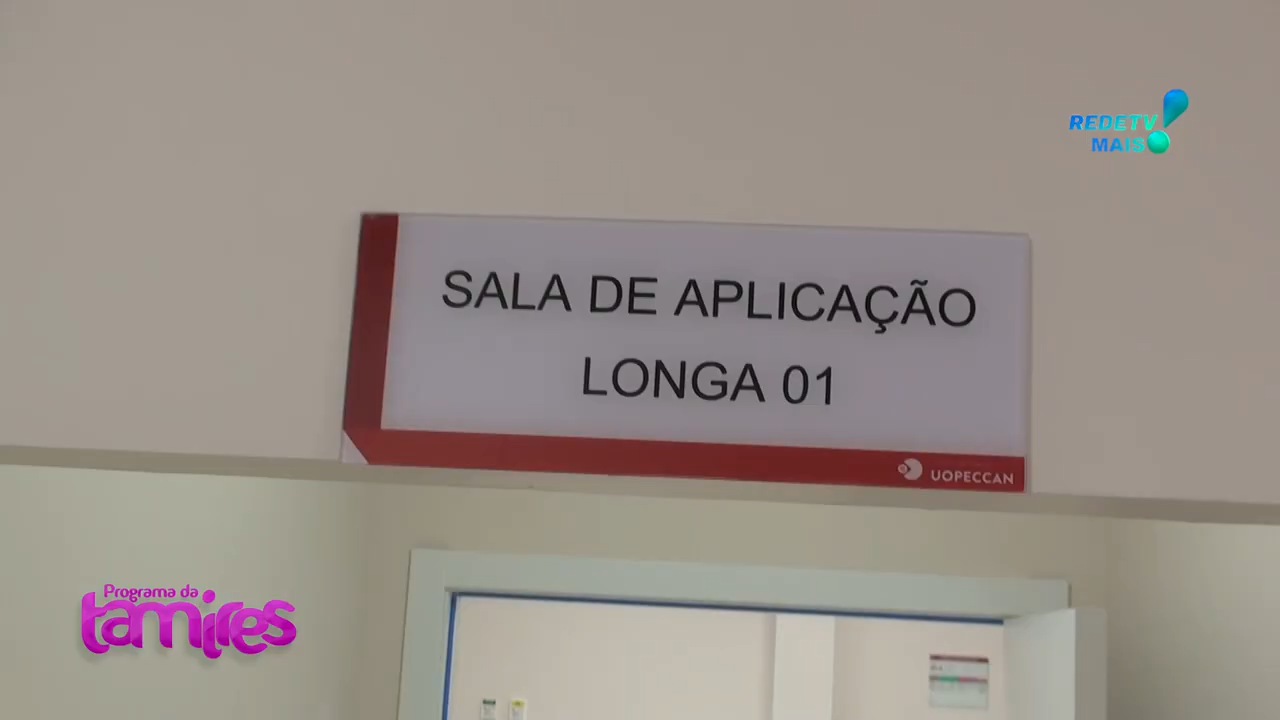 REDETV!
MAIS
SALA DE APLICAÇÃO
LONGA 01
UOPECCAN
Programa da
tamires